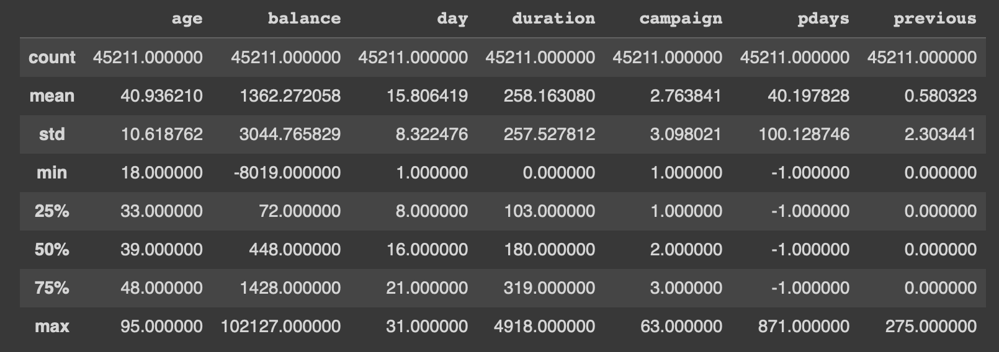 age balance day duration campaign pdays previous
count 45211.000000 45211.000000 45211.000000 45211.000000 45211.000000 45211.000000 45211.000000
mean 40.936210 1362.272058 15.806419 258.163080 2.763841 40.197828 0.580323
std 10.618762 3044.765829 8.322476 257.527812 3.098021 100.128746 2.303441
min 18.000000 -8019.000000 1.000000 0.000000 1.000000 -1.000000 0.000000
25% 33.000000 72.000000 8.000000 103.000000 1.000000 -1.000000 0.000000
50% 39.000000 448.000000 16.000000 180.000000 2.000000 -1.000000 0.000000
75% 48.000000 1428.000000 21.000000 319.000000 3.000000 -1.000000 0.000000
max 95.000000 102127.000000 31.000000 4918.000000 63.000000 871.000000 275.000000